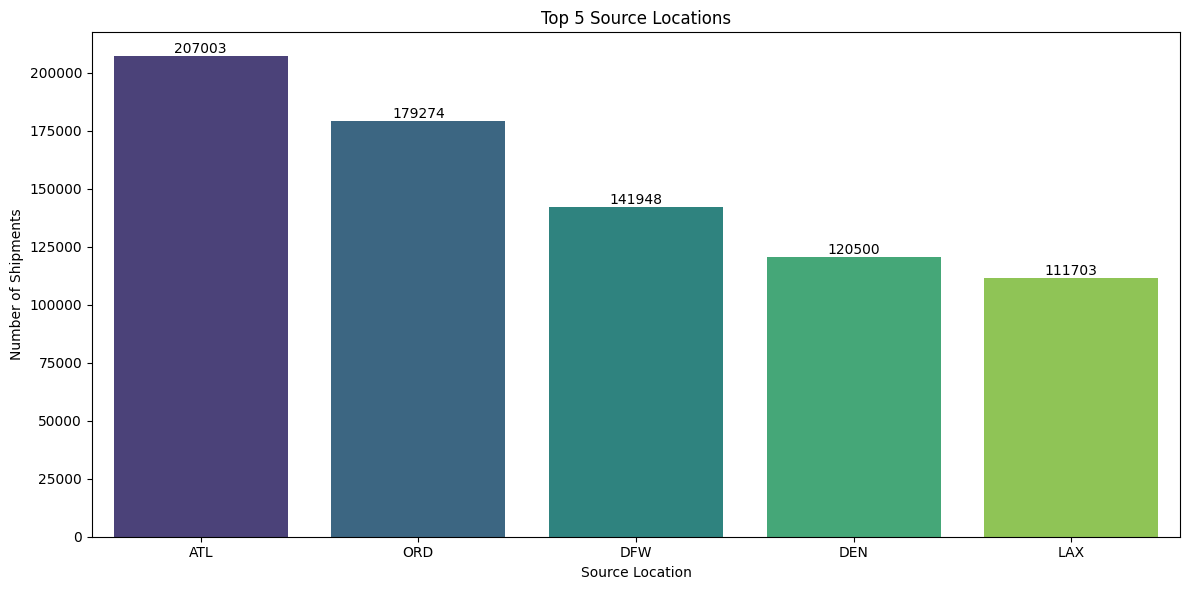 Top 5 Source Locations
207003
179274
141948
120500
111703
200000
175000
150000
125000
100000
75000
50000
25000
0
Number of Shipments
ATL
ORD
DFW
DEN
LAX
Source Location